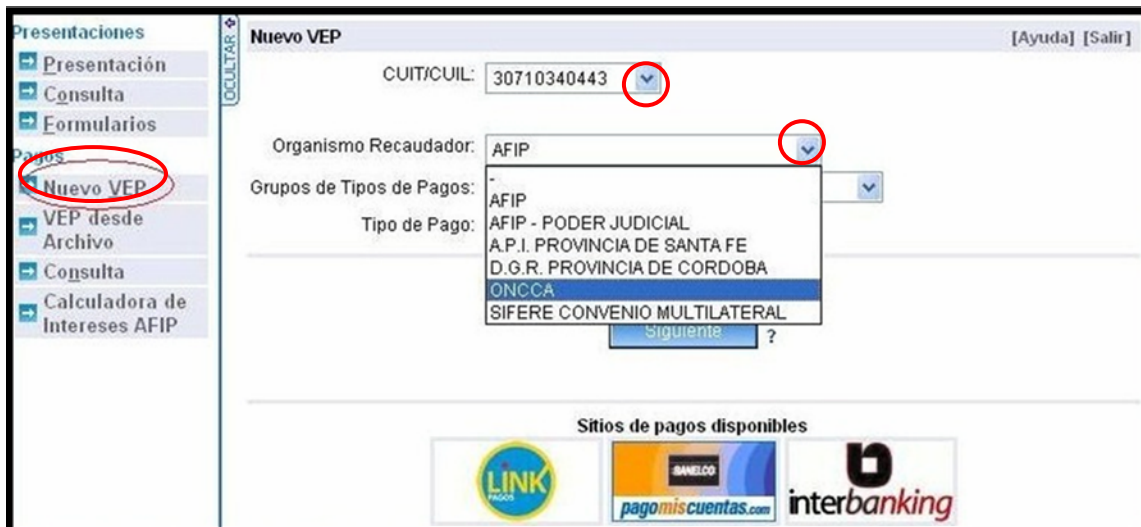 Presentaciones
Presentación
Consulta
Formularios
Pagos
Nuevo VEP
VEP desde
Archivo
Consulta
Calculadora de
Intereses AFIP
OCULTAR
Nuevo VEP
[Ayuda] [Salir]
CUIT/CUIL: 30710340443
Organismo Recaudador: AFIP
Grupos de Tipos de Pagos:
Tipo de Pago:
-
AFIP
AFIP - PODER JUDICIAL
A.P.I. PROVINCIA DE SANTA FE
D.G.R. PROVINCIA DE CORDOBA
ONCCA
SIFERE CONVENIO MULTILATERAL
Siguiente ?
Sitios de pagos disponibles
LINK
PAGOS
BANELCO
pagomiscuentas.com
interbanking